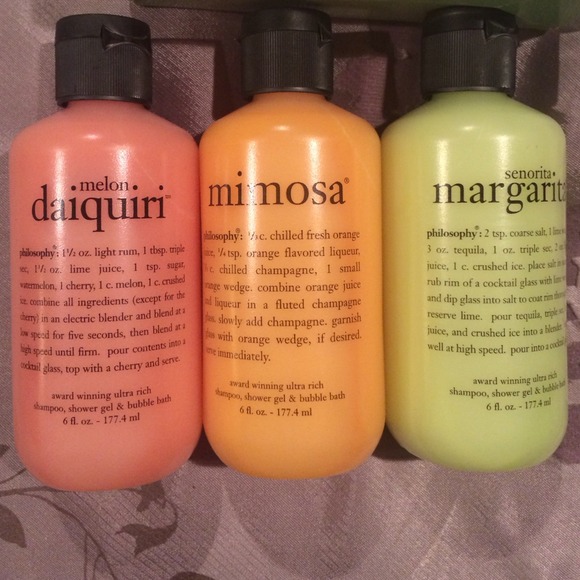 melon
daiquiri™
philosophy®: 1½ oz. light rum, 1 tbsp. triple
sec, 1½ oz. lime juice, 1 tsp. sugar,
watermelon, 1 cherry, 1 c. melon, 1 c. crushed
ice. combine all ingredients (except for the
cherry) in an electric blender and blend at a
low speed for five seconds, then blend at a
high speed until firm. pour contents into a
cocktail glass, top with a cherry and serve.
award winning ultra rich
shampoo, shower gel & bubble bath
6 fl. oz. - 177.4 ml
mimosa®
philosophy®: c. chilled fresh orange
juice, tsp. orange flavored liqueur,
c. chilled champagne, 1 small
orange wedge. combine orange juice
and liqueur in a fluted champagne
glass. slowly add champagne. garnish
glass with orange wedge, if desired.
serve immediately.
award winning ultra rich
shampoo, shower gel & bubble bath
6 fl. oz. - 177.4 ml
senorita
margarita
philosophy®: 2 tsp. coarse salt, 1 lime
3 oz. tequila, 1 oz. triple sec, 2 oz
juice, 1 c. crushed ice. place salt in
rub rim of a cocktail glass with lime
and dip glass into salt to coat rim
reserve lime. pour tequila, triple
juice, and crushed ice into a blender.
well at high speed. pour into a cocktail
award winning ultra rich
shampoo, shower gel & bubble bath
6 fl. oz. - 177.4 ml